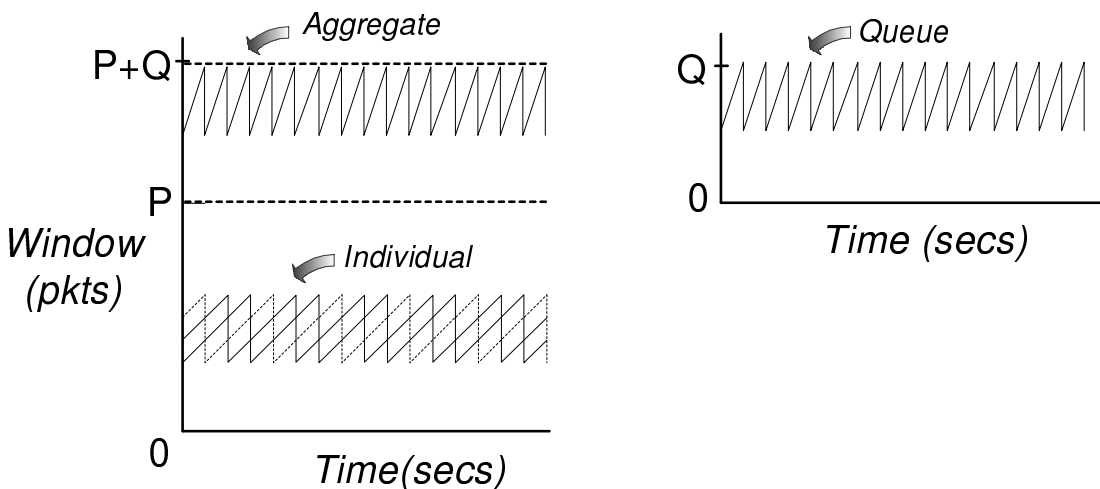 Aggregate
P+Q
P
Window
(pkts)
Individual
0
Time(secs)
Queue
Q
0
Time (secs)